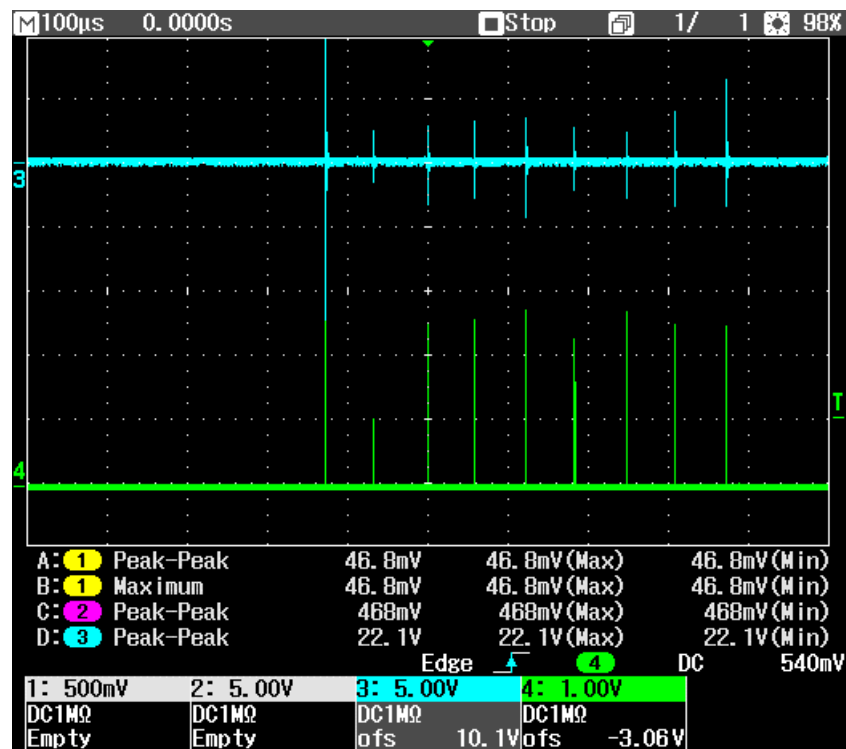 M 100µs 0.0000s Stop 1/ 1 98%
3
T
4
A: 1 Peak-Peak 46.8mV 46.8mV(Max) 46.8mV(Min)
B: 1 Maximum 46.8mV 46.8mV(Max) 46.8mV(Min)
C: 2 Peak-Peak 468mV 468mV(Max) 468mV(Min)
D: 3 Peak-Peak 22.1V 22.1V(Max) 22.1V(Min)
Edge 4 DC 540mV
1: 500mV 2: 5.00V 3: 5.00V 4: 1.00V
DC1MΩ DC1MΩ DC1MΩ DC1MΩ
Empty Empty ofs 10.1V ofs -3.06V